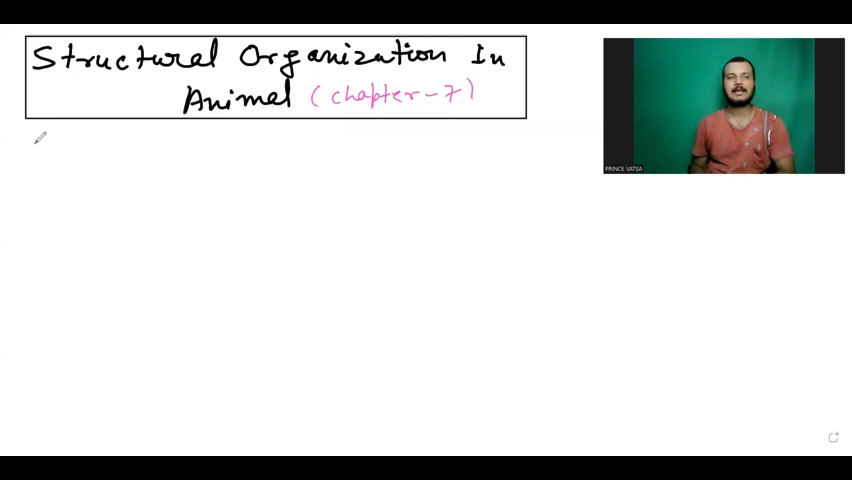 Structural Organization In
Animal (chapter-7)
PRINCE VATSA